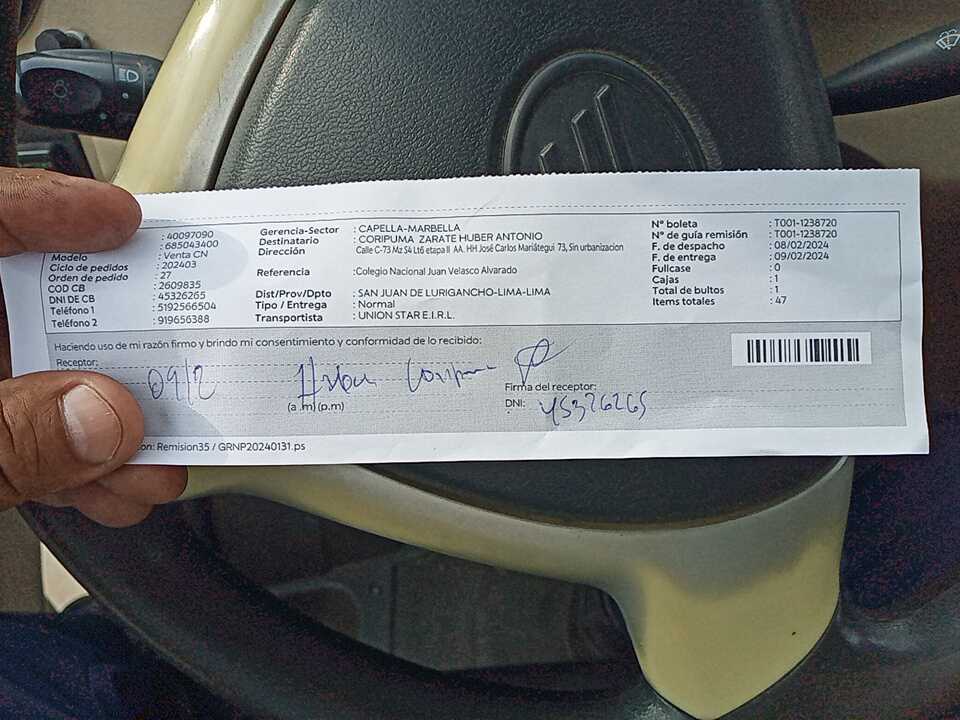 : 40097090
: 685043400
Modelo : Venta CN
Ciclo de pedidos : 202403
Orden de pedido : 27
COD CB : 2609835
DNI DE CB : 45326265
Teléfono 1 : 5192566504
Teléfono 2 : 919656388
Gerencia-Sector : CAPELLA-MARBELLA
Destinatario : CORIPUMA ZARATE HUBER ANTONIO
Dirección Calle C-73 Mz S4 Lt6 etapa II AA. HH José Carlos Mariátegui 73, Sin urbanizacion
Referencia :Colegio Nacional Juan Velasco Alvarado
Dist/Prov/Dpto : SAN JUAN DE LURIGANCHO-LIMA-LIMA
Tipo / Entrega : Normal
Transportista : UNION STAR E.I.R.L.
N° boleta : T001-1238720
N° de guía remisión : T001-1238720
F. de despacho : 08/02/2024
F. de entrega : 09/02/2024
Fullcase : 0
Cajas : 1
Total de bultos : 1
Items totales : 47
Haciendo uso de mi razón firmo y brindo mi consentimiento y conformidad de lo recibido:
Receptor:
09/2
(a .m) (p.m)
Firma del receptor:
DNI: 45326265
on: Remision35 / GRNP20240131.ps